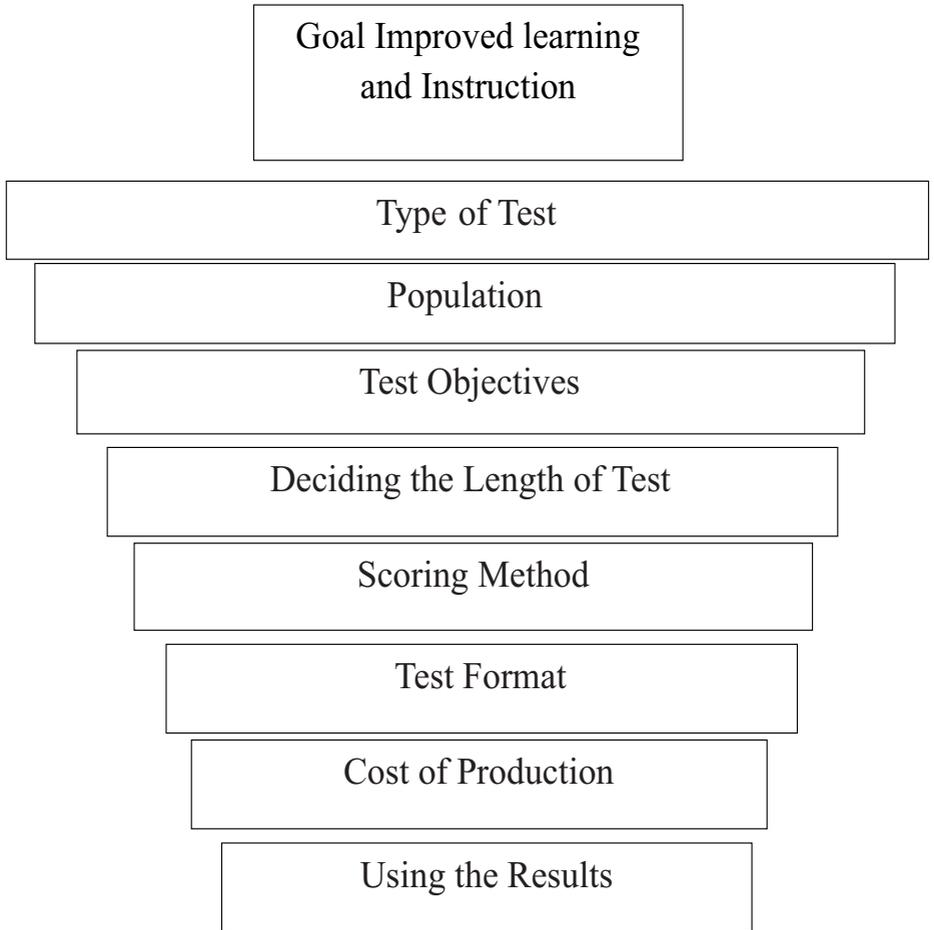 Goal Improved learning
and Instruction
Type of Test
Population
Test Objectives
Deciding the Length of Test
Scoring Method
Test Format
Cost of Production
Using the Results